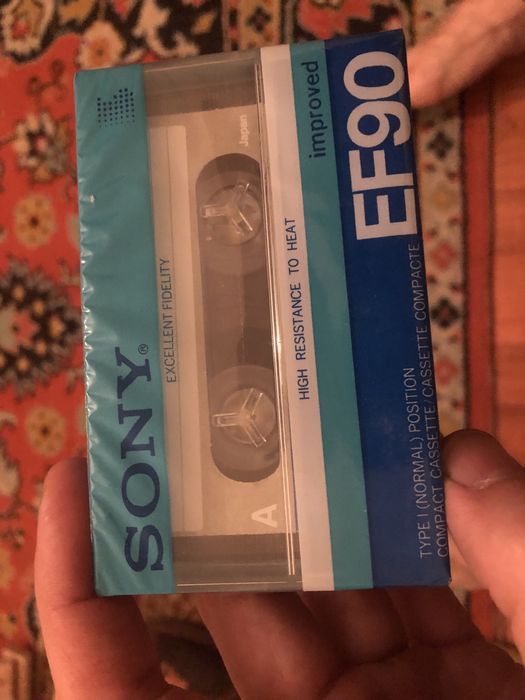 SONY®
EXCELLENT FIDELITY
A
Japan
HIGH RESISTANCE TO HEAT
improved
EF90
TYPE I (NORMAL) POSITION
COMPACT CASSETTE/CASSETTE COMPACTE